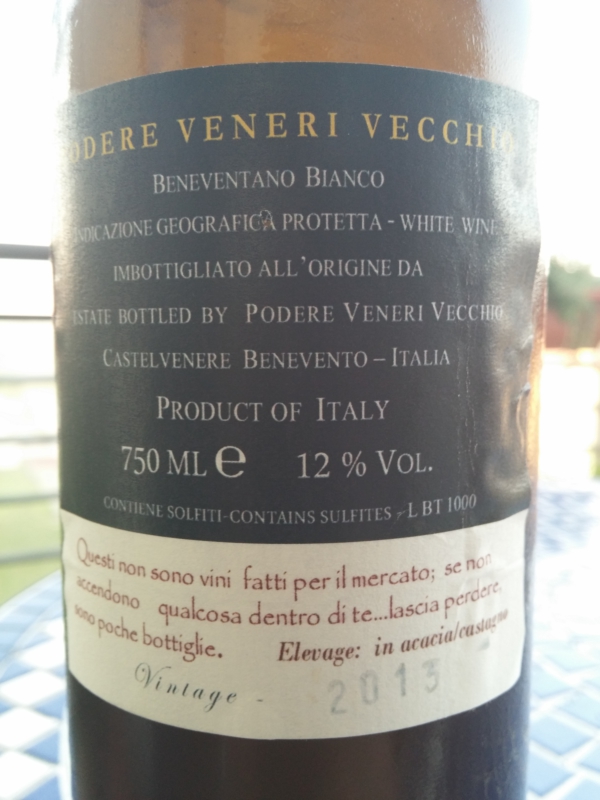 PODERE VENERI VECCHIO
BENEVENTANO BIANCO
INDICAZIONE GEOGRAFICA PROTETTA - WHITE WINE
IMBOTTIGLIATO ALL'ORIGINE DA
ESTATE BOTTLED BY PODERE VENERI VECCHIO
CASTELVENERE BENEVENTO – ITALIA
PRODUCT OF ITALY
750 ML e 12 % VOL.
CONTIENE SOLFITI-CONTAINS SULFITES - L BT 1000
Questi non sono vini fatti per il mercato; se non
accendono qualcosa dentro di te...lascia perdere,
sono poche bottiglie.
Elevage: in acacia/castagno
Vintage - 2013 -